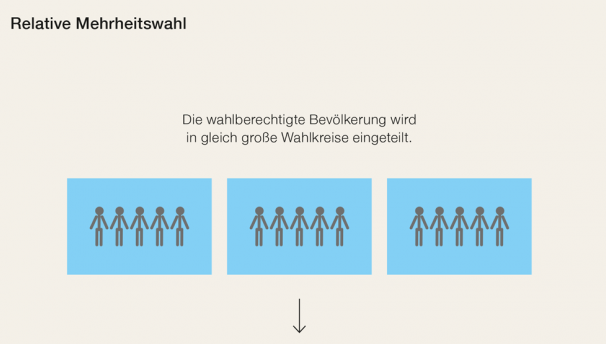 Relative Mehrheitswahl
Die wahlberechtigte Bevölkerung wird
in gleich große Wahlkreise eingeteilt.